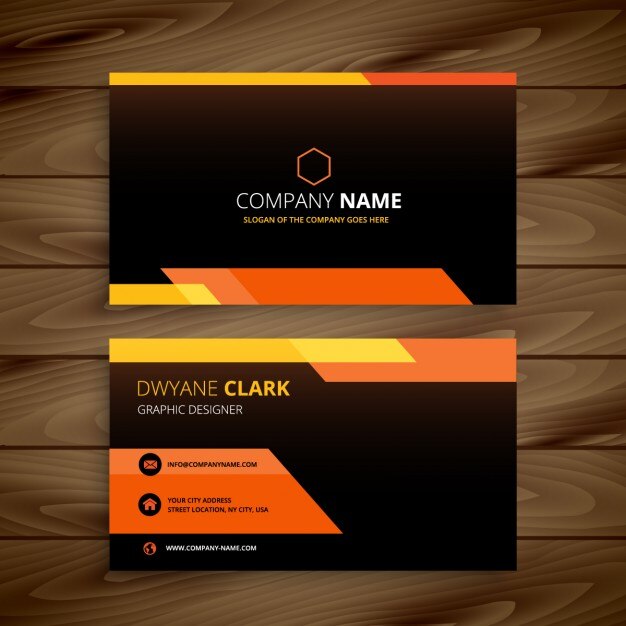 COMPANY NAME
SLOGAN OF THE COMPANY GOES HERE
DWYANE CLARK
GRAPHIC DESIGNER
INFO@COMPANYNAME.COM
YOUR CITY ADDRESS
STREET LOCATION, NY CITY, USA
WWW.COMPANY-NAME.COM